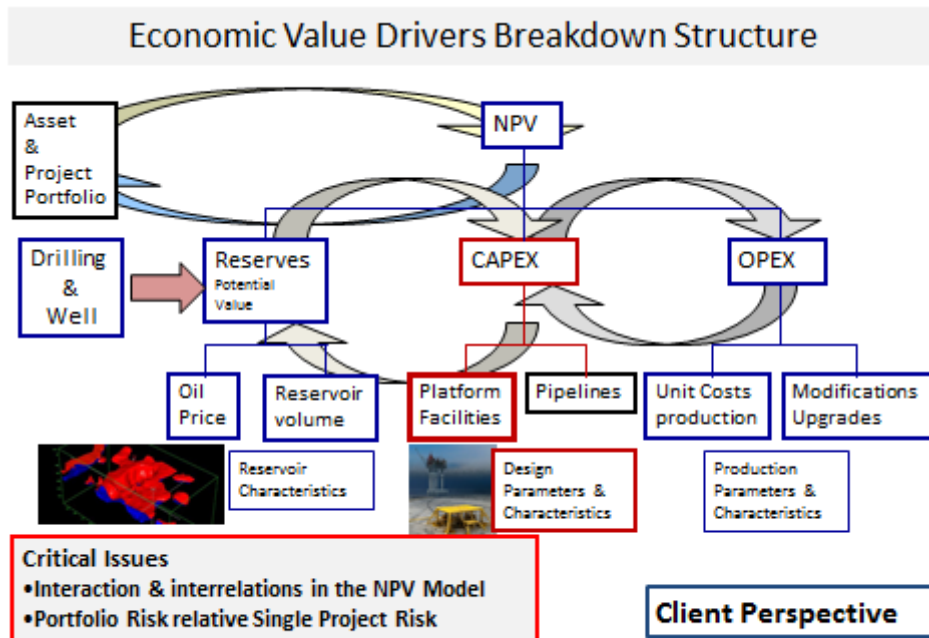 Economic Value Drivers Breakdown Structure
Asset
&
Project
Portfolio
NPV
Drilling
&
Well
Reserves
Potential
Value
CAPEX
OPEX
Oil
Price
Reservoir
volume
Platform
Facilities
Pipelines
Unit Costs
production
Modifications
Upgrades
Reservoir
Characteristics
Design
Parameters &
Characteristics
Production
Parameters &
Characteristics
Critical Issues
•Interaction & interrelations in the NPV Model
•Portfolio Risk relative Single Project Risk
Client Perspective